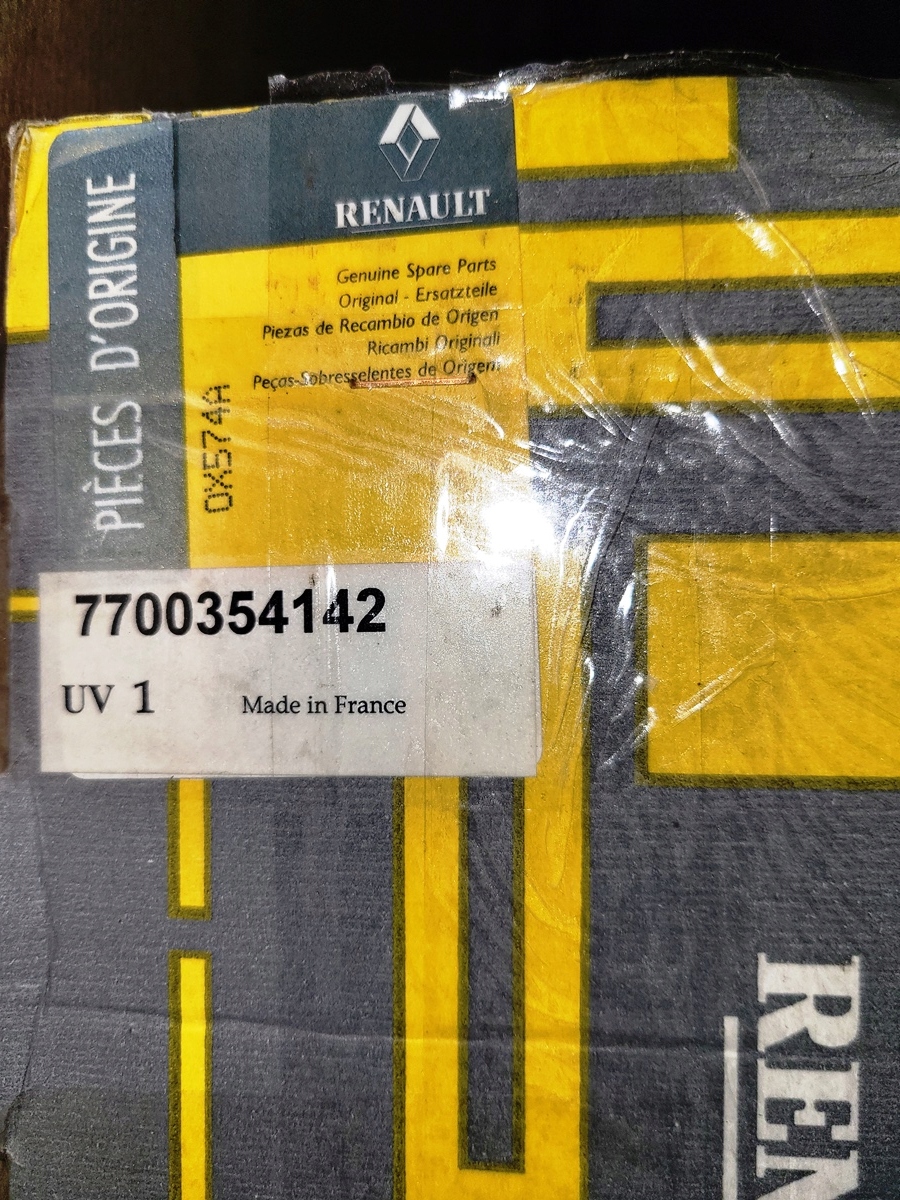 RENAULT
PIÈCES D'ORIGINE
Genuine Spare Parts
Original - Ersatzteile
Piezas de Recambio de Origen
Ricambi Originali
Peças-Sobresselentes de Origem
0X574A
7700354142
UV 1
Made in France
REN